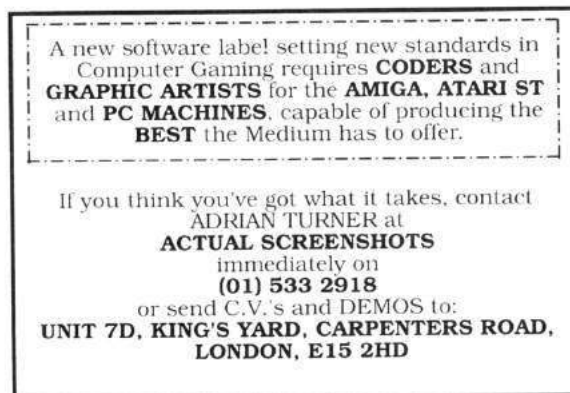 A new software label setting new standards in
Computer Gaming requires CODERS and
GRAPHIC ARTISTS for the AMIGA, ATARI ST
and PC MACHINES, capable of producing the
BEST the Medium has to offer.
If you think you've got what it takes, contact
ADRIAN TURNER at
ACTUAL SCREENSHOTS
immediately on
(01) 533 2918
or send C.V.'s and DEMOS to:
UNIT 7D, KING'S YARD, CARPENTERS ROAD,
LONDON, E15 2HD